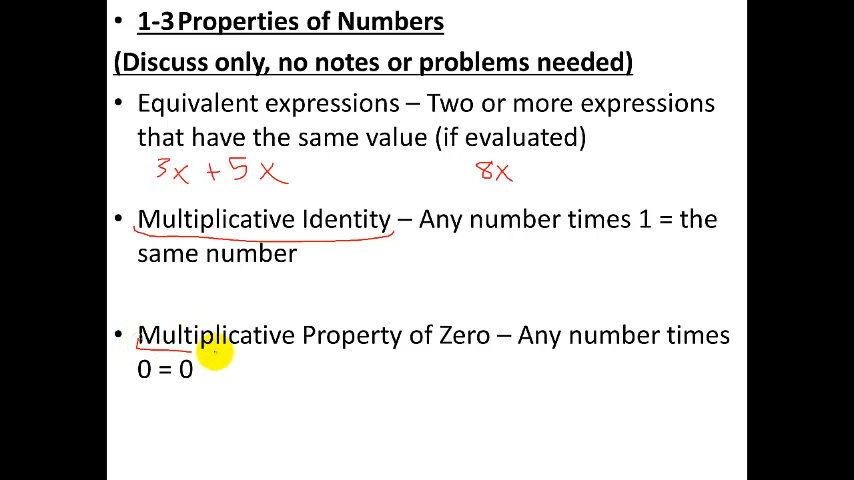 • 1-3 Properties of Numbers
(Discuss only, no notes or problems needed)
• Equivalent expressions – Two or more expressions
that have the same value (if evaluated)
3x + 5x 8x
• Multiplicative Identity – Any number times 1 = the
same number
• Multiplicative Property of Zero – Any number times
0 = 0